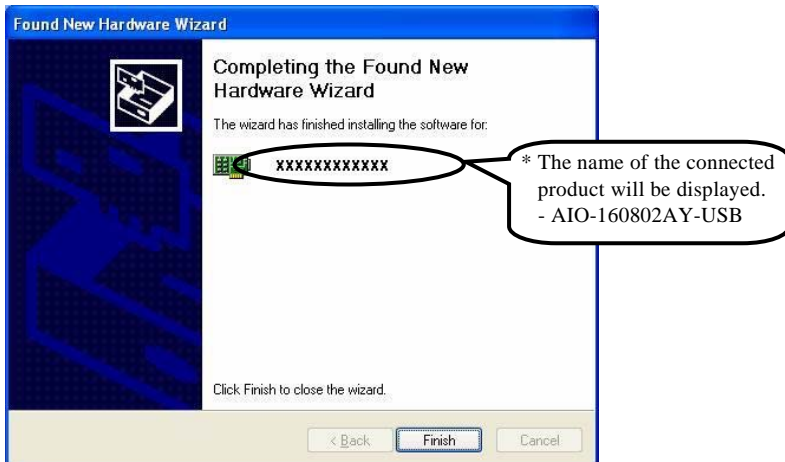 Found New Hardware Wizard
Completing the Found New
Hardware Wizard
The wizard has finished installing the software for:
xxxxxxxxxxxx
* The name of the connected
product will be displayed.
- AIO-160802AY-USB
Click Finish to close the wizard.
< Back
Finish
Cancel